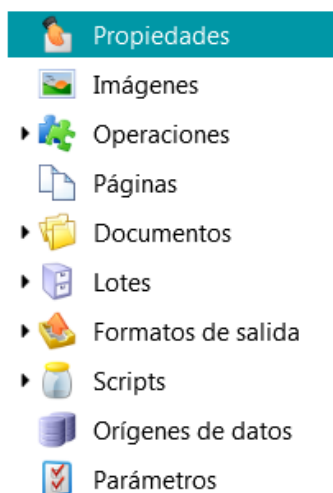 Propiedades
Imágenes
Operaciones
Páginas
Documentos
Lotes
Formatos de salida
Scripts
Orígenes de datos
Parámetros